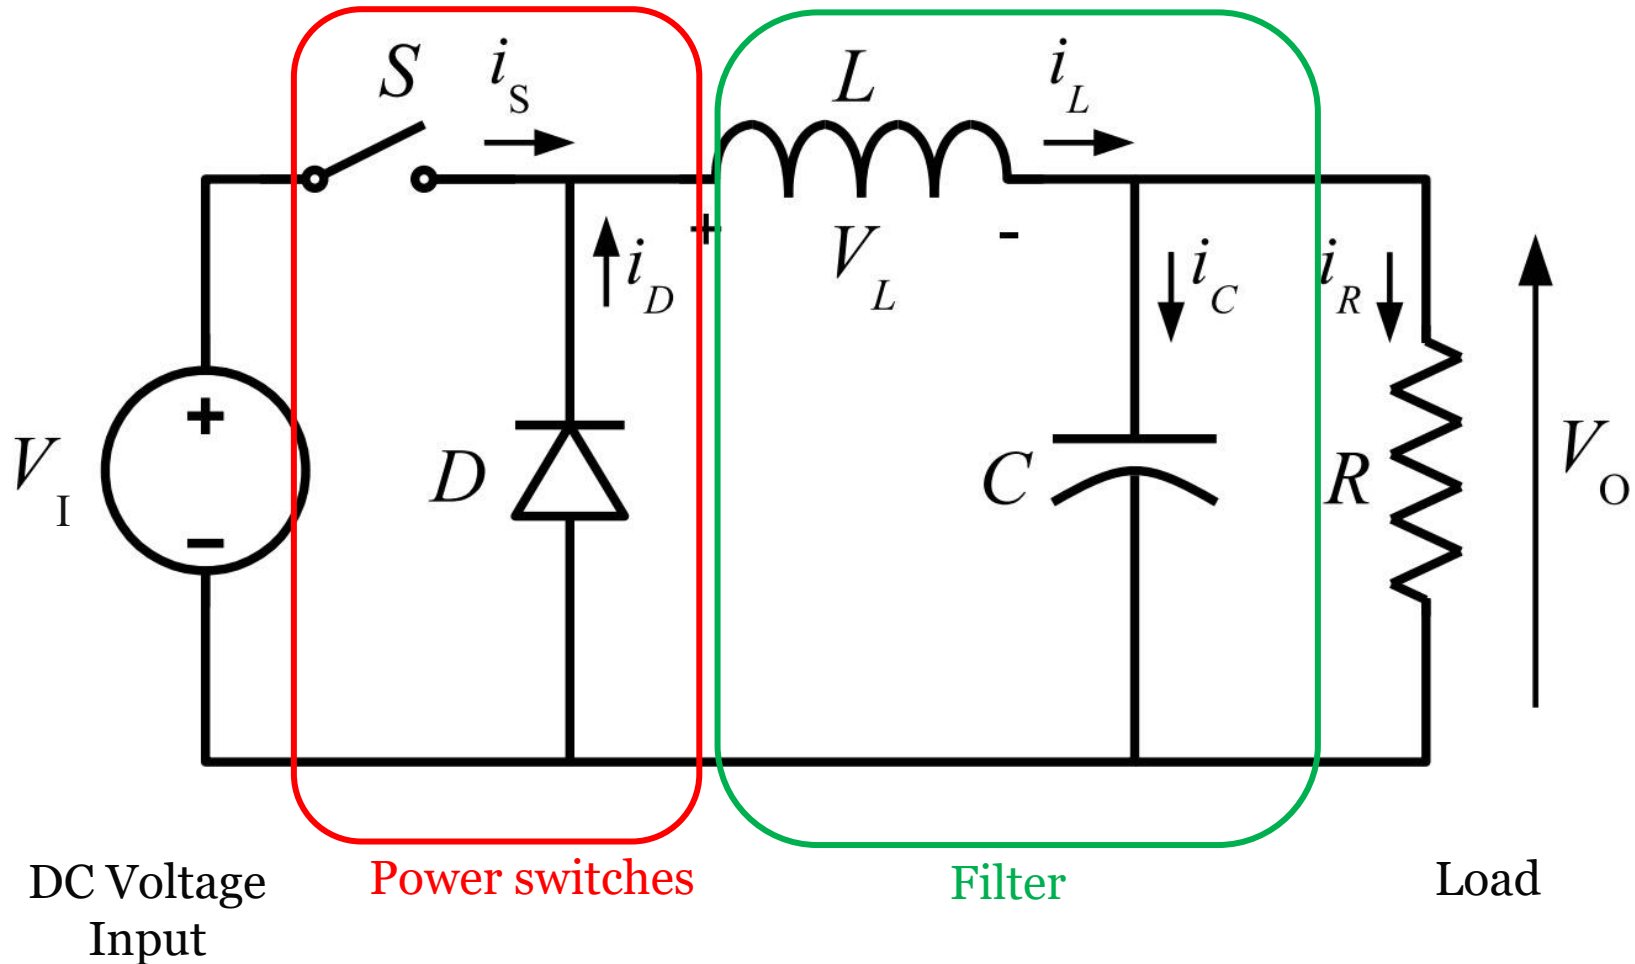 S
i_S
L
i_L
+
V_L
-
i_D
i_C
i_R
V_I
+
−
D
C
R
V_O
DC Voltage
Input
Power switches
Filter
Load